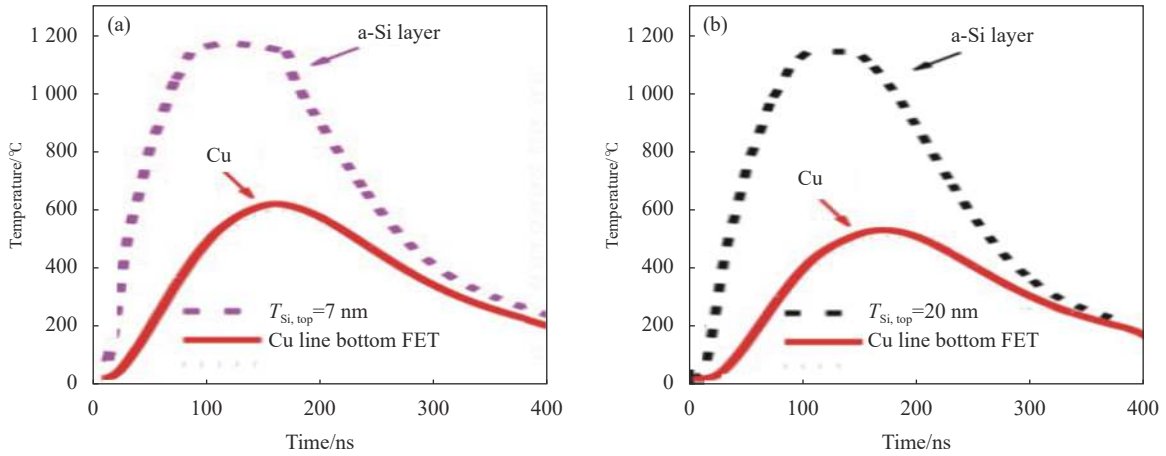 (a)
a-Si layer
Cu
T_Si, top=7 nm
Cu line bottom FET
Temperature/℃
1 200
1 000
800
600
400
200
0
0 100 200 300 400
Time/ns
(b)
a-Si layer
Cu
T_Si, top=20 nm
Cu line bottom FET
Temperature/℃
1 200
1 000
800
600
400
200
0
0 100 200 300 400
Time/ns